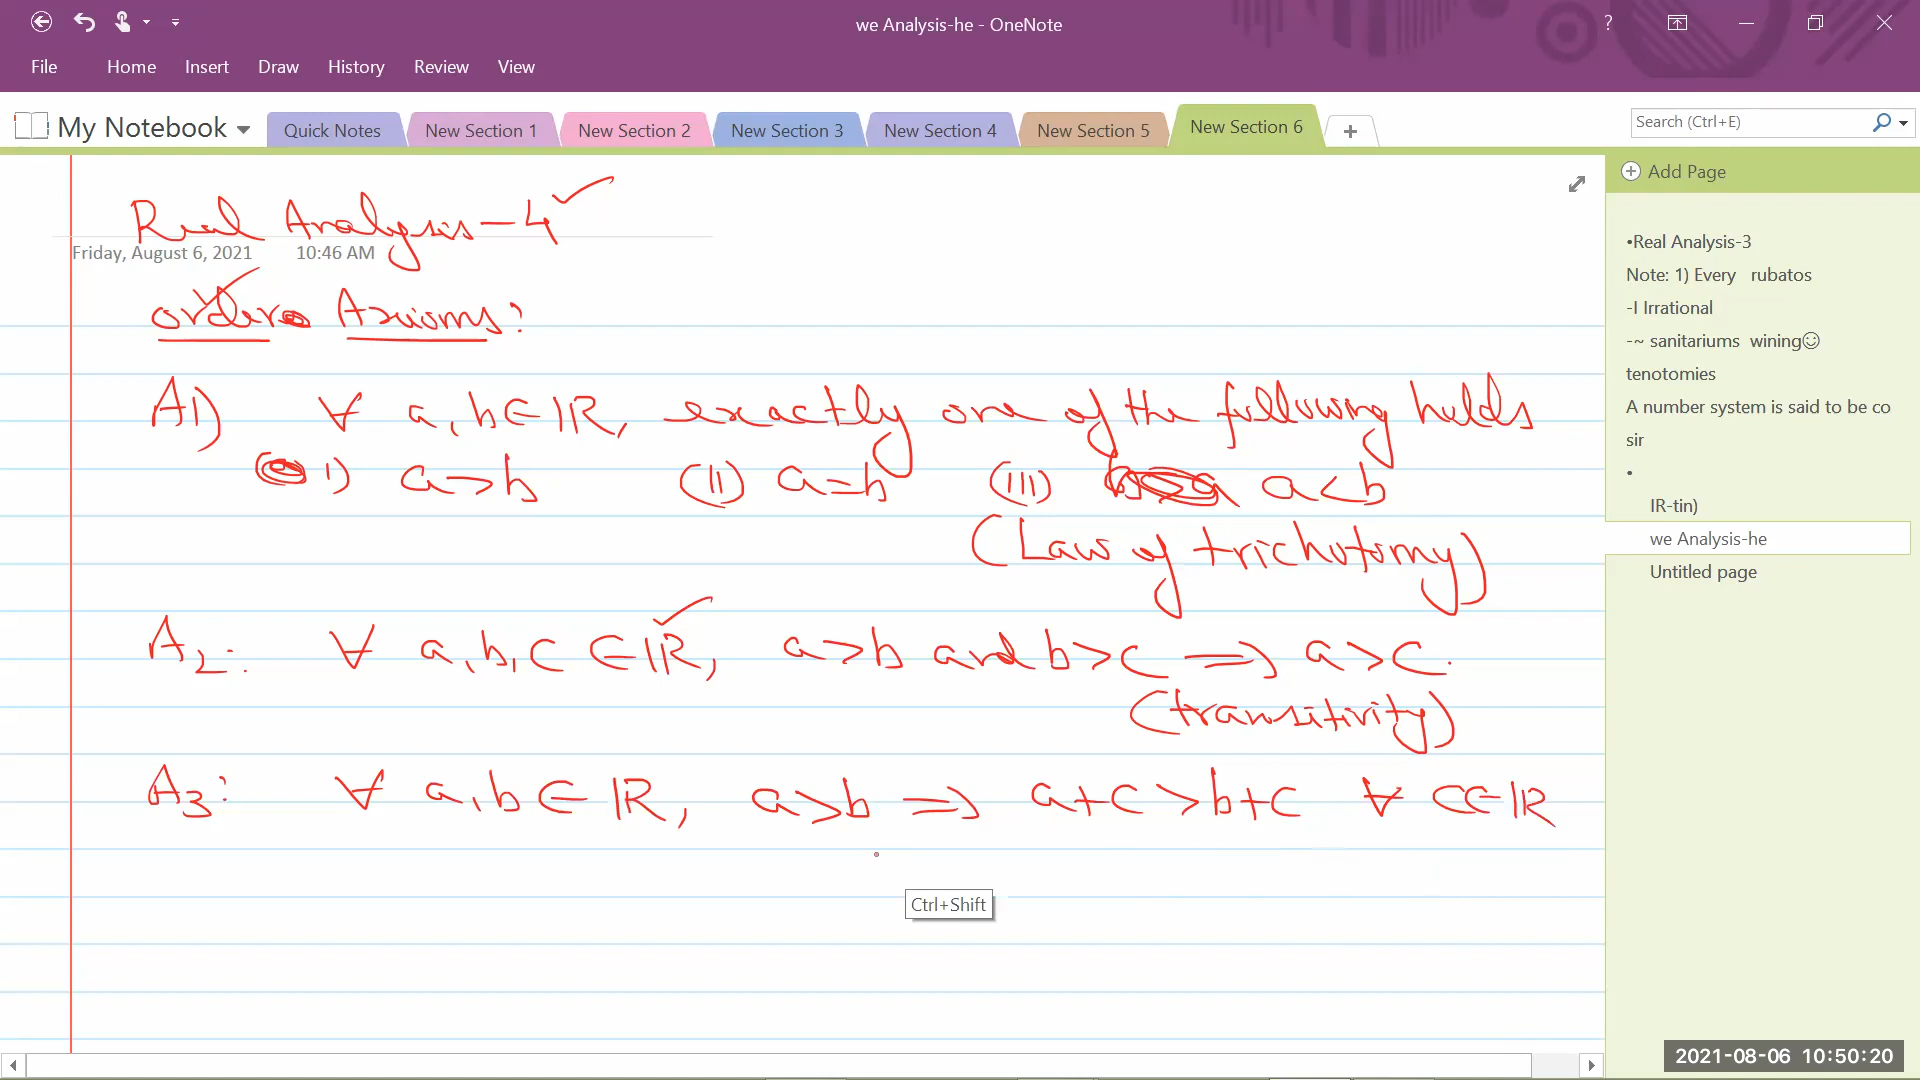 we Analysis-he - OneNote
File Home Insert Draw History Review View
My Notebook Quick Notes New Section 1 New Section 2 New Section 3 New Section 4 New Section 5 New Section 6
Search (Ctrl+E)
Add Page
Real Analysis-4
Friday, August 6, 2021 10:46 AM
order Axioms:
A1) ∀ a,b∈ℝ, exactly one of the following holds
i) a>b (ii) a=b (iii) a<b
(Law of trichotomy)
A2: ∀ a,b,c ∈ℝ, a>b and b>c ⟹ a>c.
(transitivity)
A3: ∀ a,b∈ℝ, a>b ⟹ a+c>b+c ∀ c∈ℝ
Ctrl+Shift
•Real Analysis-3
Note: 1) Every rubatos
-I Irrational
-~ sanitariums wining☺
tenotomies
A number system is said to be co
sir
•
IR-tin)
we Analysis-he
Untitled page
2021-08-06 10:50:20